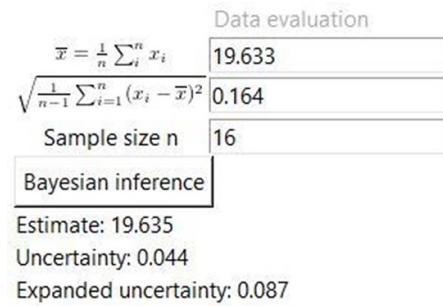 Data evaluation
x̄ = 1/n ∑ᵢⁿ xᵢ 19.633
√(1/(n−1) ∑ᵢ₌₁ⁿ (xᵢ − x̄)²) 0.164
Sample size n 16
Bayesian inference
Estimate: 19.635
Uncertainty: 0.044
Expanded uncertainty: 0.087